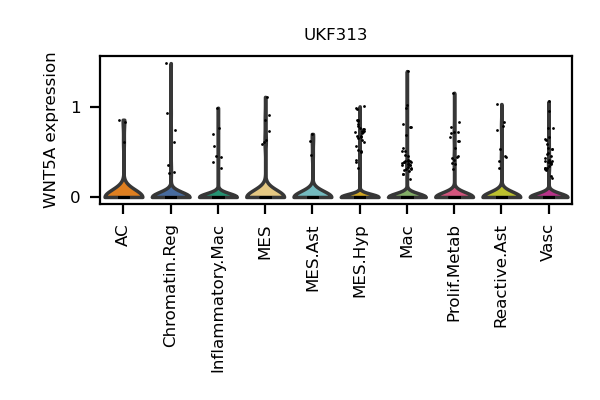 UKF313
WNT5A expression
1
0
AC
Chromatin.Reg
Inflammatory.Mac
MES
MES.Ast
MES.Hyp
Mac
Prolif.Metab
Reactive.Ast
Vasc